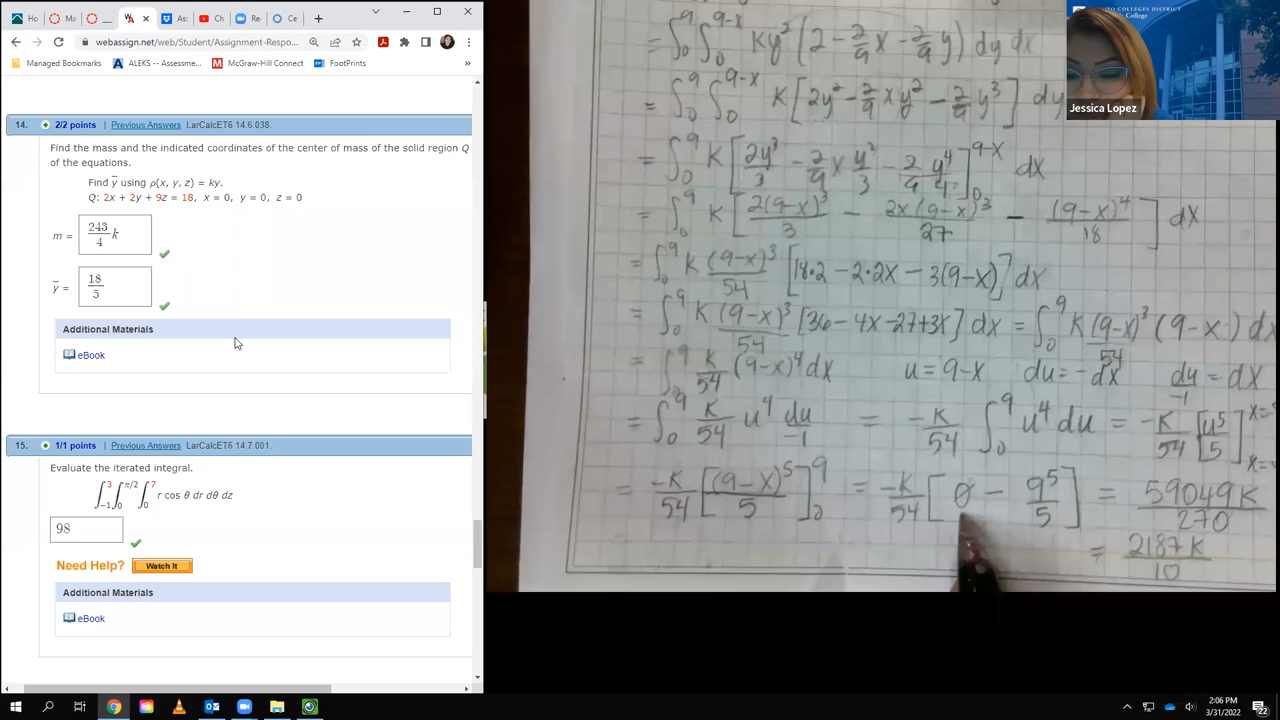 Ho
As:
Ch
Re
Ce
webassign.net/web/Student/Assignment-Respo...
Managed Bookmarks
ALEKS -- Assessme...
McGraw-Hill Connect
FootPrints
14.
2/2 points
Previous Answers
LarCalcET6 14.6.038.
Find the mass and the indicated coordinates of the center of mass of the solid region Q
of the equations.
Find y̅ using ρ(x, y, z) = ky.
Q: 2x + 2y + 9z = 18, x = 0, y = 0, z = 0
m = 243/4 k
y̅ = 18/5
Additional Materials
eBook
15.
1/1 points
Previous Answers
LarCalcET6 14.7.001.
Evaluate the iterated integral.
∫_{-1}^{3} ∫_{0}^{π/2} ∫_{0}^{7} r cos θ dr dθ dz
98
Need Help? Watch It
Additional Materials
eBook
= ∫_0^9 ∫_0^{9-x} Ky² (2 - 2/9 x - 2/9 y) dy dx
= ∫_0^9 ∫_0^{9-x} K [2y² - 2/9 xy² - 2/9 y³] dy
= ∫_0^9 K [2y³/3 - 2/9 x y³/3 - 2/9 y⁴/4]_0^{9-x} dx
= ∫_0^9 K [2(9-x)³/3 - 2x(9-x)³/27 - (9-x)⁴/18] dx
= ∫_0^9 K (9-x)³/54 [18·2 - 2·2x - 3(9-x)] dx
= ∫_0^9 K (9-x)³/54 [36 - 4x - 27 + 3x] dx = ∫_0^9 K (9-x)³/54 (9-x) dx
= ∫_0^9 K/54 (9-x)⁴ dx u = 9-x du = -dx du/-1 = dx
= ∫_0^9 K/54 u⁴ du/-1 = -K/54 ∫_0^9 u⁴ du = -K/54 [u⁵/5]
= -K/54 [(9-x)⁵/5]_0^9 = -K/54 [0 - 9⁵/5] = 59049K/270
= 2187K/10
HO COLLEGES DISTRICT
College
Jessica Lopez
2:06 PM
3/31/2022
22